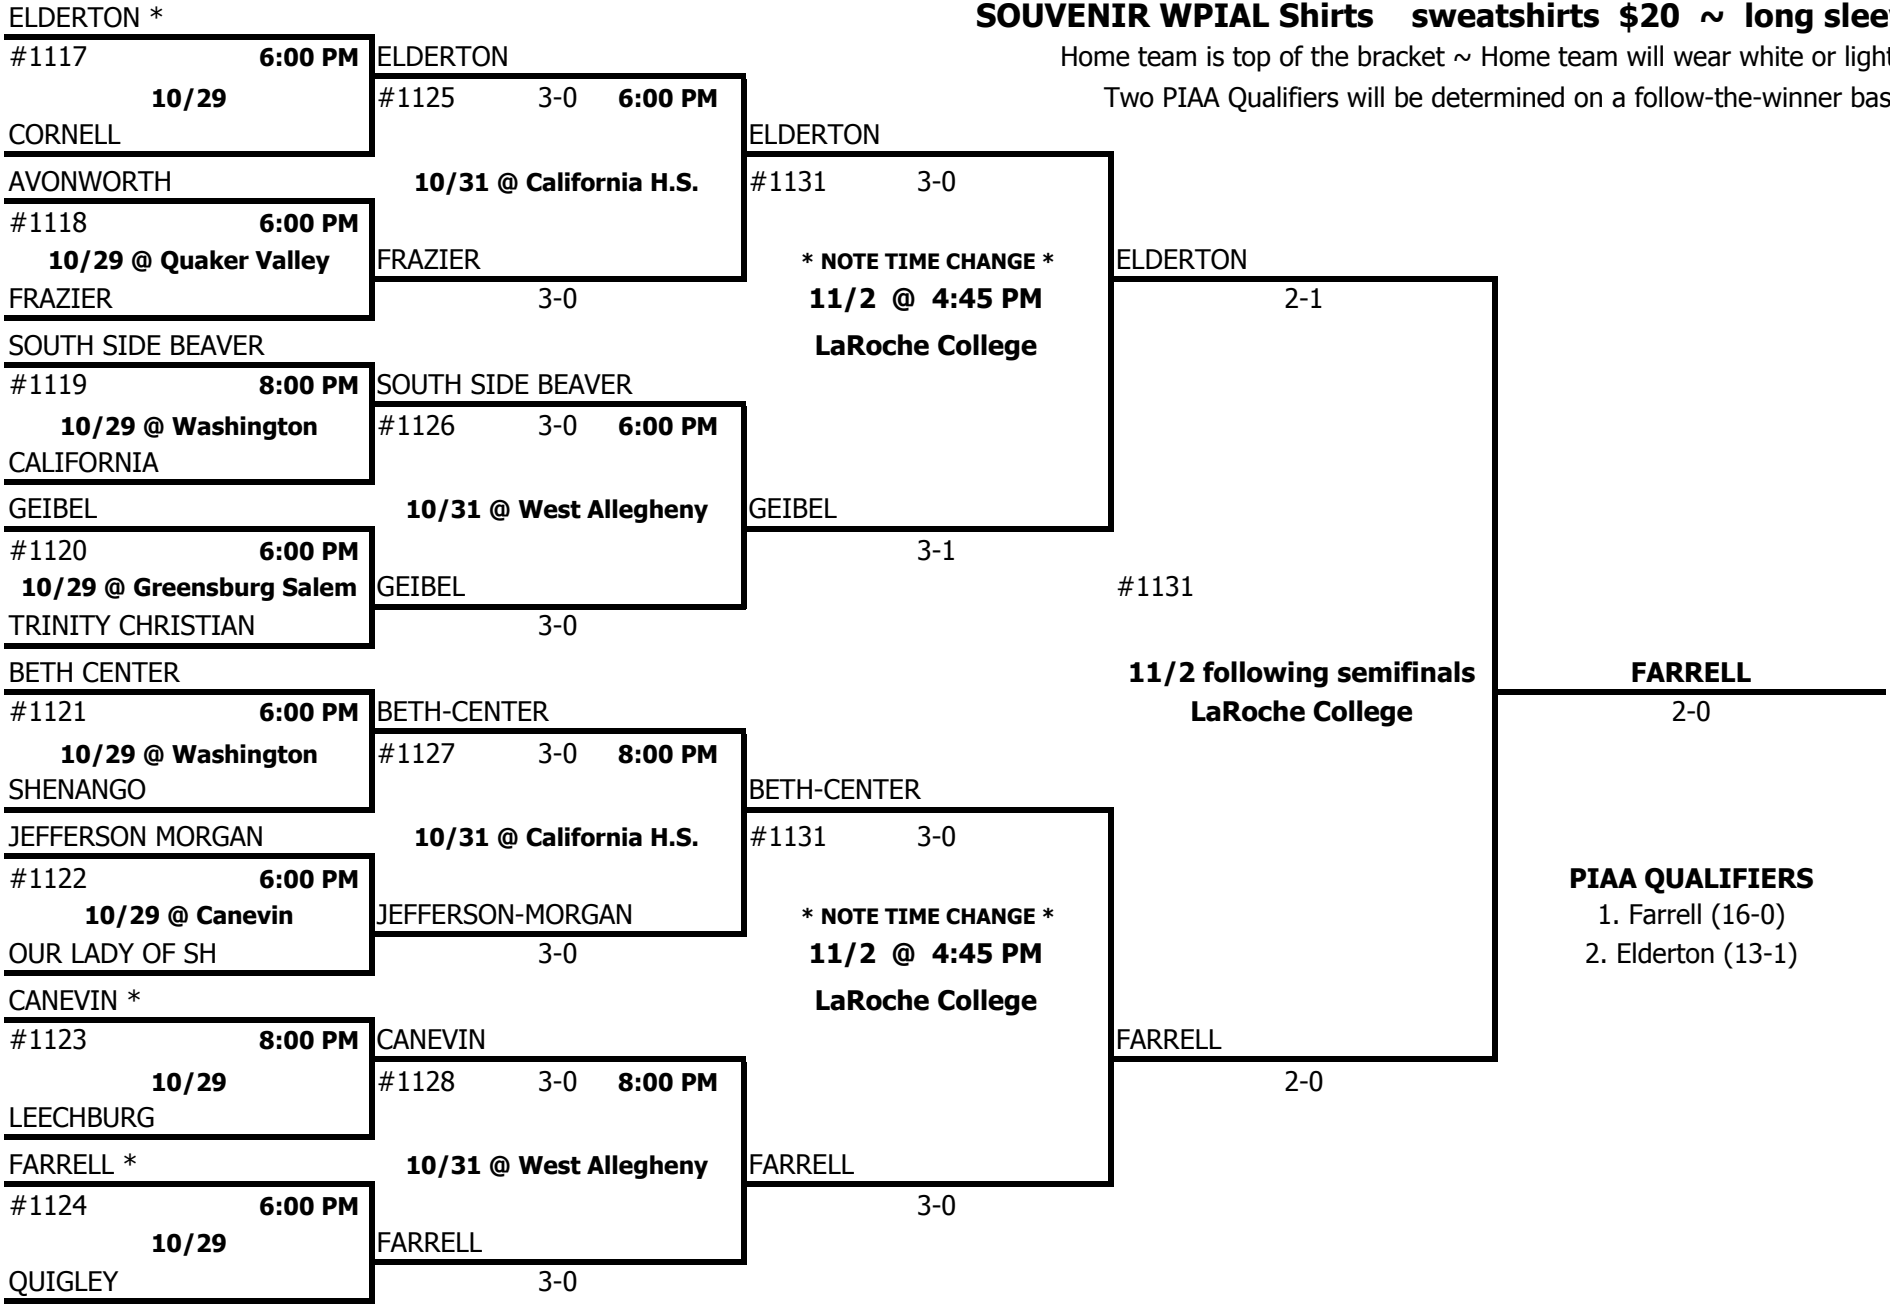 ELDERTON *
#1117 6:00 PM
10/29
CORNELL
AVONWORTH
#1118 6:00 PM
10/29 @ Quaker Valley
FRAZIER
SOUTH SIDE BEAVER
#1119 8:00 PM
10/29 @ Washington
CALIFORNIA
GEIBEL
#1120 6:00 PM
10/29 @ Greensburg Salem
TRINITY CHRISTIAN
BETH CENTER
#1121 6:00 PM
10/29 @ Washington
SHENANGO
JEFFERSON MORGAN
#1122 6:00 PM
10/29 @ Canevin
OUR LADY OF SH
CANEVIN *
#1123 8:00 PM
10/29
LEECHBURG
FARRELL *
#1124 6:00 PM
10/29
QUIGLEY
ELDERTON
#1125 3-0 6:00 PM
10/31 @ California H.S.
FRAZIER
3-0
SOUTH SIDE BEAVER
#1126 3-0 6:00 PM
10/31 @ West Allegheny
GEIBEL
3-0
BETH-CENTER
#1127 3-0 8:00 PM
10/31 @ California H.S.
JEFFERSON-MORGAN
3-0
CANEVIN
#1128 3-0 8:00 PM
10/31 @ West Allegheny
FARRELL
3-0
ELDERTON
#1131 3-0
* NOTE TIME CHANGE *
11/2 @ 4:45 PM
LaRoche College
GEIBEL
3-1
BETH-CENTER
#1131 3-0
* NOTE TIME CHANGE *
11/2 @ 4:45 PM
LaRoche College
FARRELL
3-0
SOUVENIR WPIAL Shirts sweatshirts $20 ~ long
Home team is top of the bracket ~ Home team will wear white or light
Two PIAA Qualifiers will be determined on a follow-the-winner
ELDERTON
2-1
#1131
11/2 following semifinals
LaRoche College
FARRELL
2-0
FARRELL
2-0
PIAA QUALIFIERS
1. Farrell (16-0)
2. Elderton (13-1)